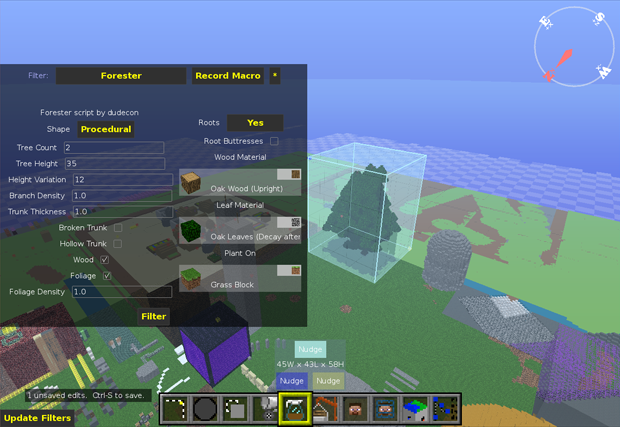 Filter: Forester Record Macro *
Forester script by dudecon
Shape Procedural
Tree Count 2
Tree Height 35
Height Variation 12
Branch Density 1.0
Trunk Thickness 1.0
Broken Trunk
Hollow Trunk
Wood
Foliage
Foliage Density 1.0
Roots Yes
Root Buttresses
Wood Material
Oak Wood (Upright)
Leaf Material
Oak Leaves (Decay after
Plant On
Grass Block
Filter
E S
W
Nudge
45W x 43L x 58H
Nudge Nudge
1 unsaved edits. Ctrl-S to save.
Update Filters